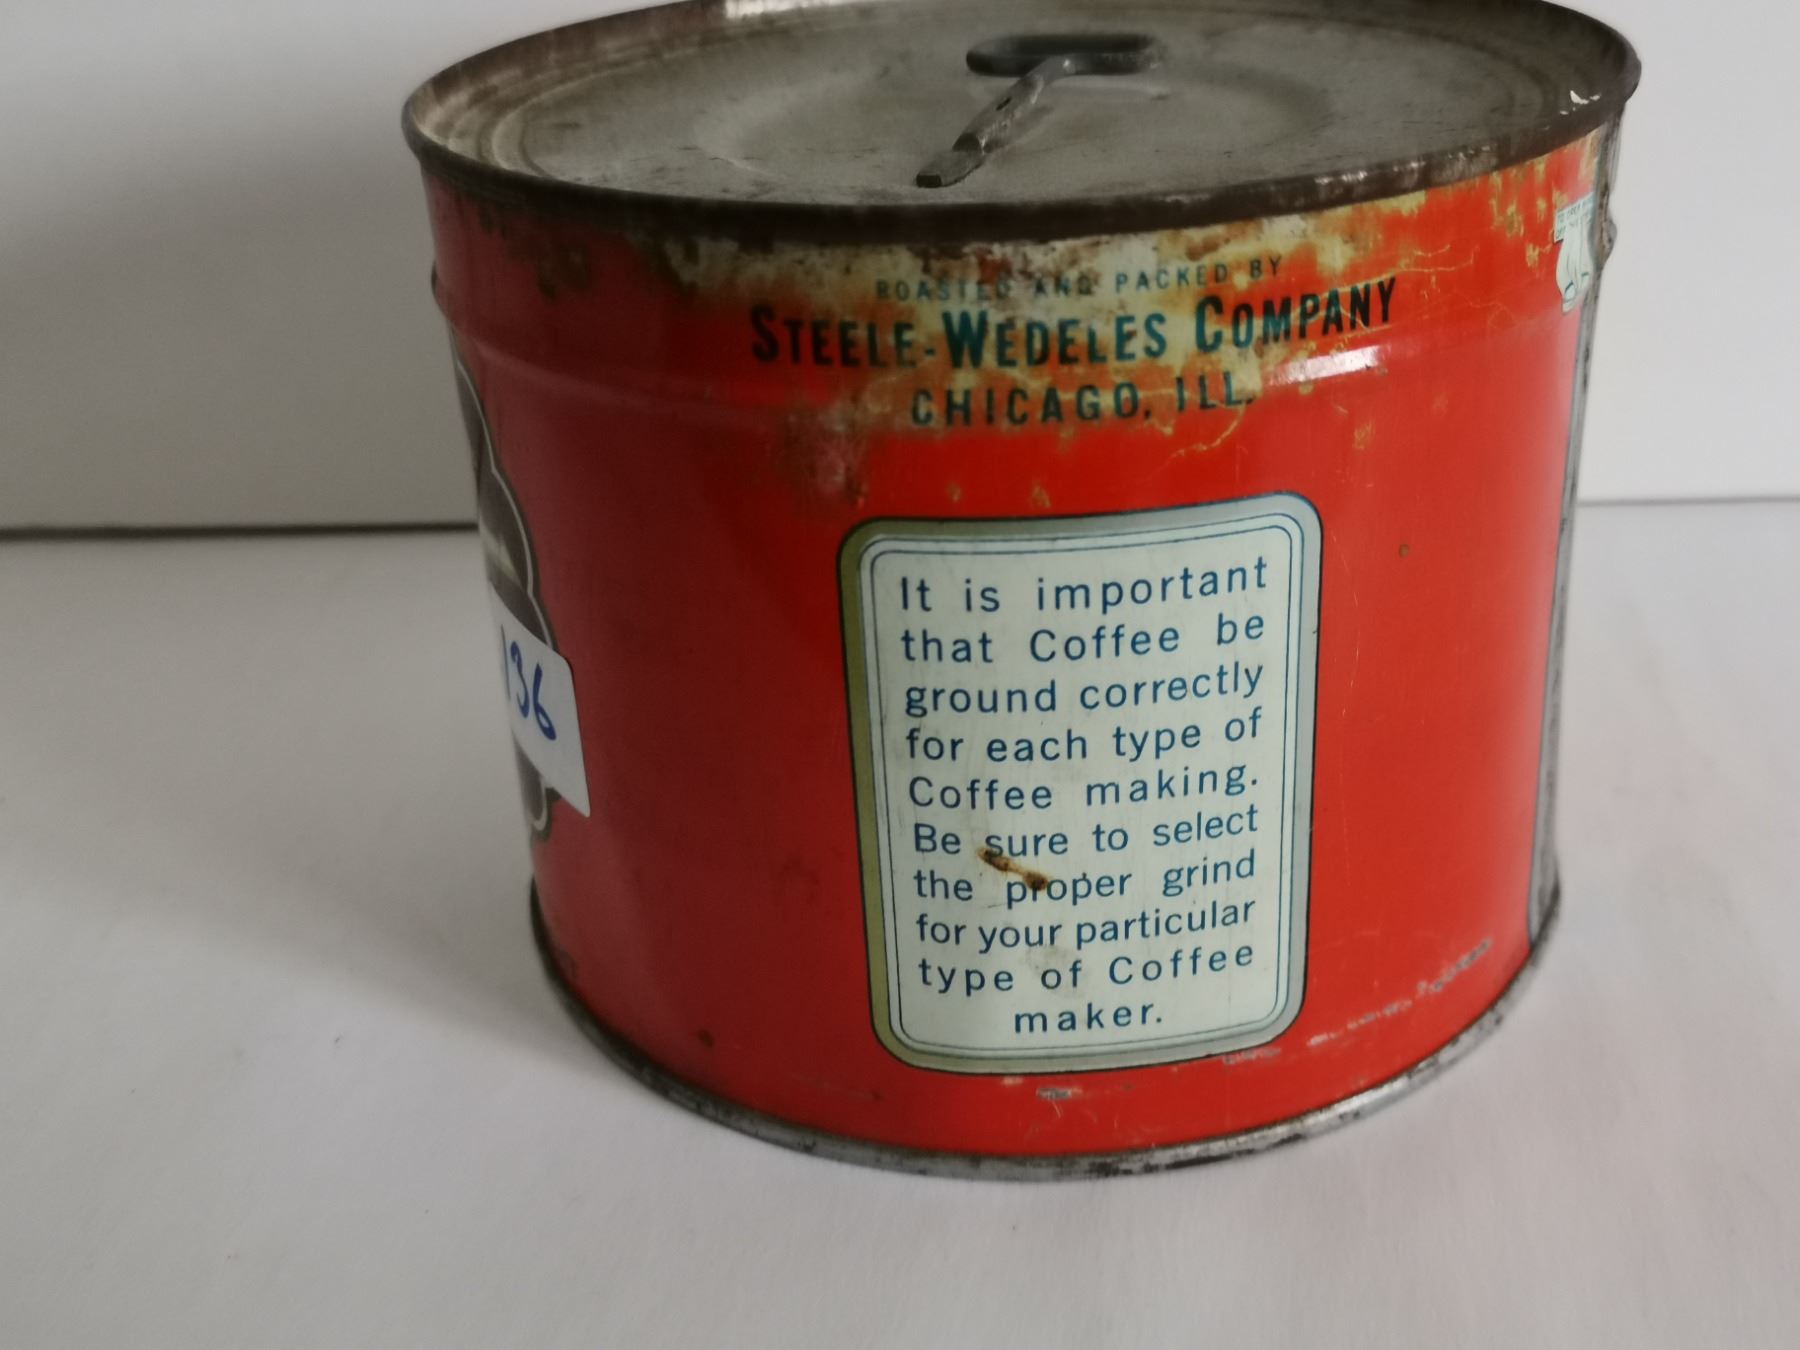 ROASTED AND PACKED BY
STEELE-WEDELES COMPANY
CHICAGO, ILL.
It is important
that Coffee be
ground correctly
for each type of
Coffee making.
Be sure to select
the proper grind
for your particular
type of Coffee
maker.
136